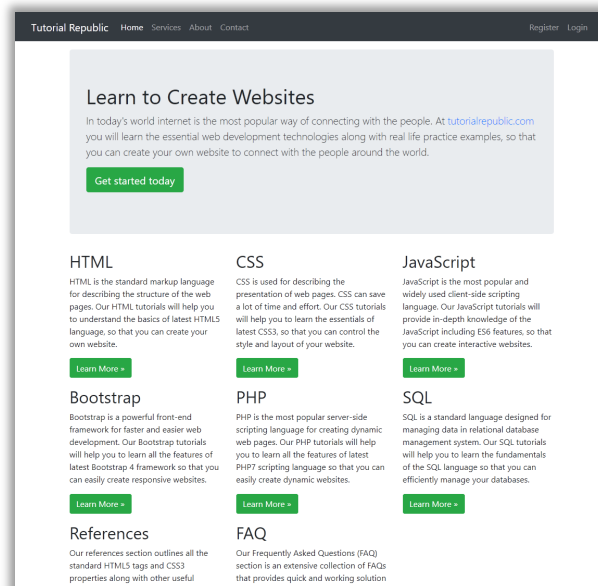 Tutorial Republic Home Services About Contact Register Login
Learn to Create Websites
In today's world internet is the most popular way of connecting with the people. At tutorialrepublic.com
you will learn the essential web development technologies along with real life practice examples, so that
you can create your own website to connect with the people around the world.
Get started today
HTML
HTML is the standard markup language
for describing the structure of the web
pages. Our HTML tutorials will help you
to understand the basics of latest HTML5
language, so that you can create your
own website.
Learn More »
CSS
CSS is used for describing the
presentation of web pages. CSS can save
a lot of time and effort. Our CSS tutorials
will help you to learn the essentials of
latest CSS3, so that you can control the
style and layout of your website.
Learn More »
JavaScript
JavaScript is the most popular and
widely used client-side scripting
language. Our JavaScript tutorials will
provide in-depth knowledge of the
JavaScript including ES6 features, so that
you can create interactive websites.
Learn More »
Bootstrap
Bootstrap is a powerful front-end
framework for faster and easier web
development. Our Bootstrap tutorials
will help you to learn all the features of
latest Bootstrap 4 framework so that you
can easily create responsive websites.
Learn More »
PHP
PHP is the most popular server-side
scripting language for creating dynamic
web pages. Our PHP tutorials will help
you to learn all the features of latest
PHP7 scripting language so that you can
easily create dynamic websites.
Learn More »
SQL
SQL is a standard language designed for
managing data in relational database
management system. Our SQL tutorials
will help you to learn the fundamentals
of the SQL language so that you can
efficiently manage your databases.
Learn More »
References
Our references section outlines all the
standard HTML5 tags and CSS3
properties along with other useful
FAQ
Our Frequently Asked Questions (FAQ)
section is an extensive collection of FAQs
that provides quick and working solution